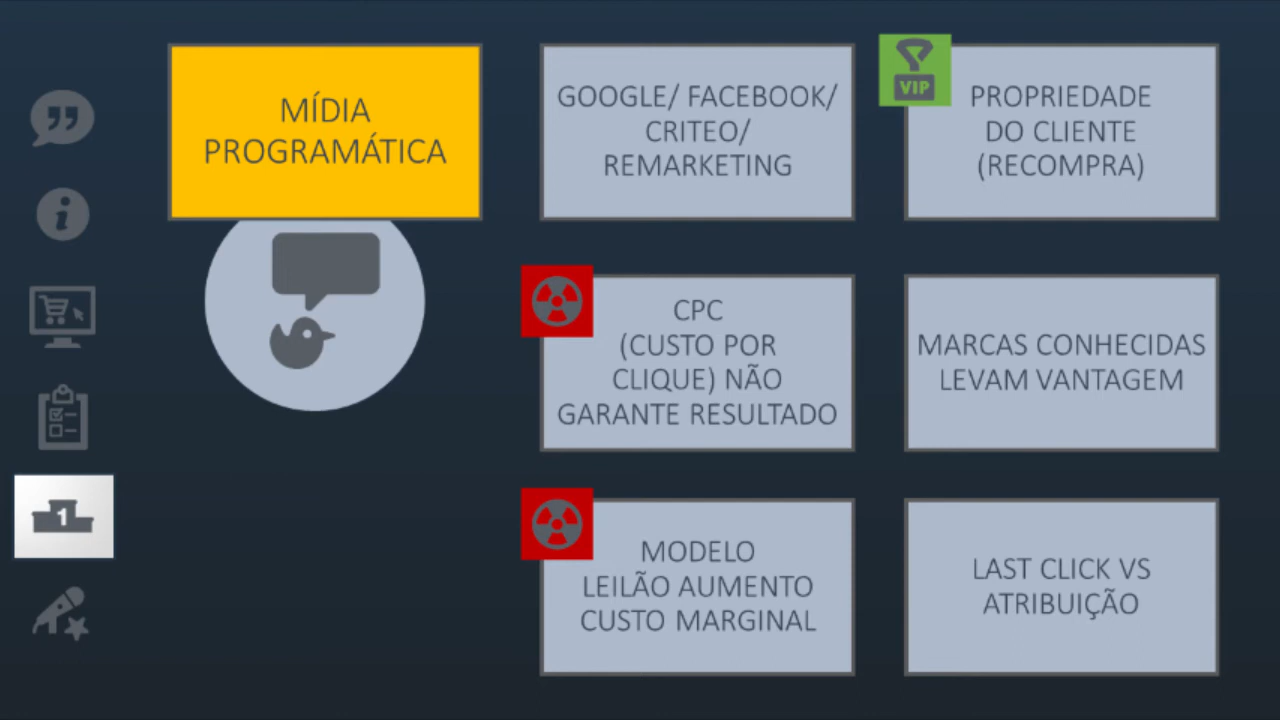 MÍDIA
PROGRAMÁTICA
GOOGLE/ FACEBOOK/
CRITEO/
REMARKETING
VIP
PROPRIEDADE
DO CLIENTE
(RECOMPRA)
CPC
(CUSTO POR
CLIQUE) NÃO
GARANTE RESULTADO
MARCAS CONHECIDAS
LEVAM VANTAGEM
1
MODELO
LEILÃO AUMENTO
CUSTO MARGINAL
LAST CLICK VS
ATRIBUIÇÃO